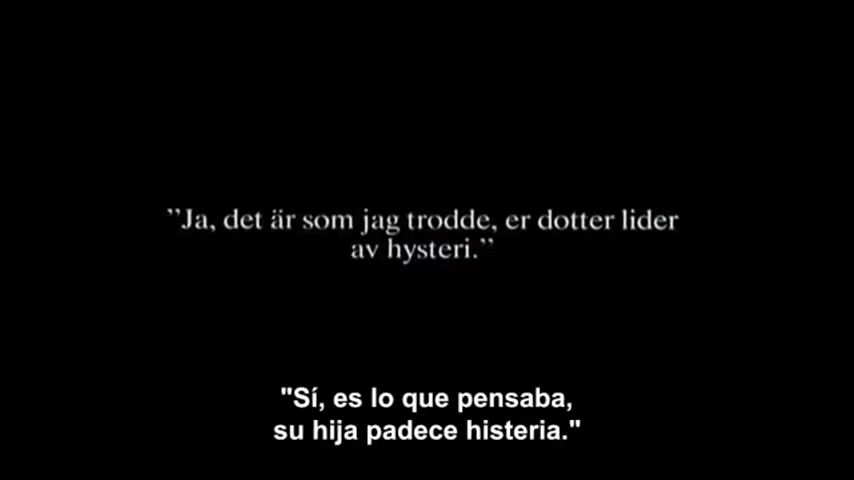 ”Ja, det är som jag trodde, er dotter lider
av hysteri.”
"Sí, es lo que pensaba,
su hija padece histeria."